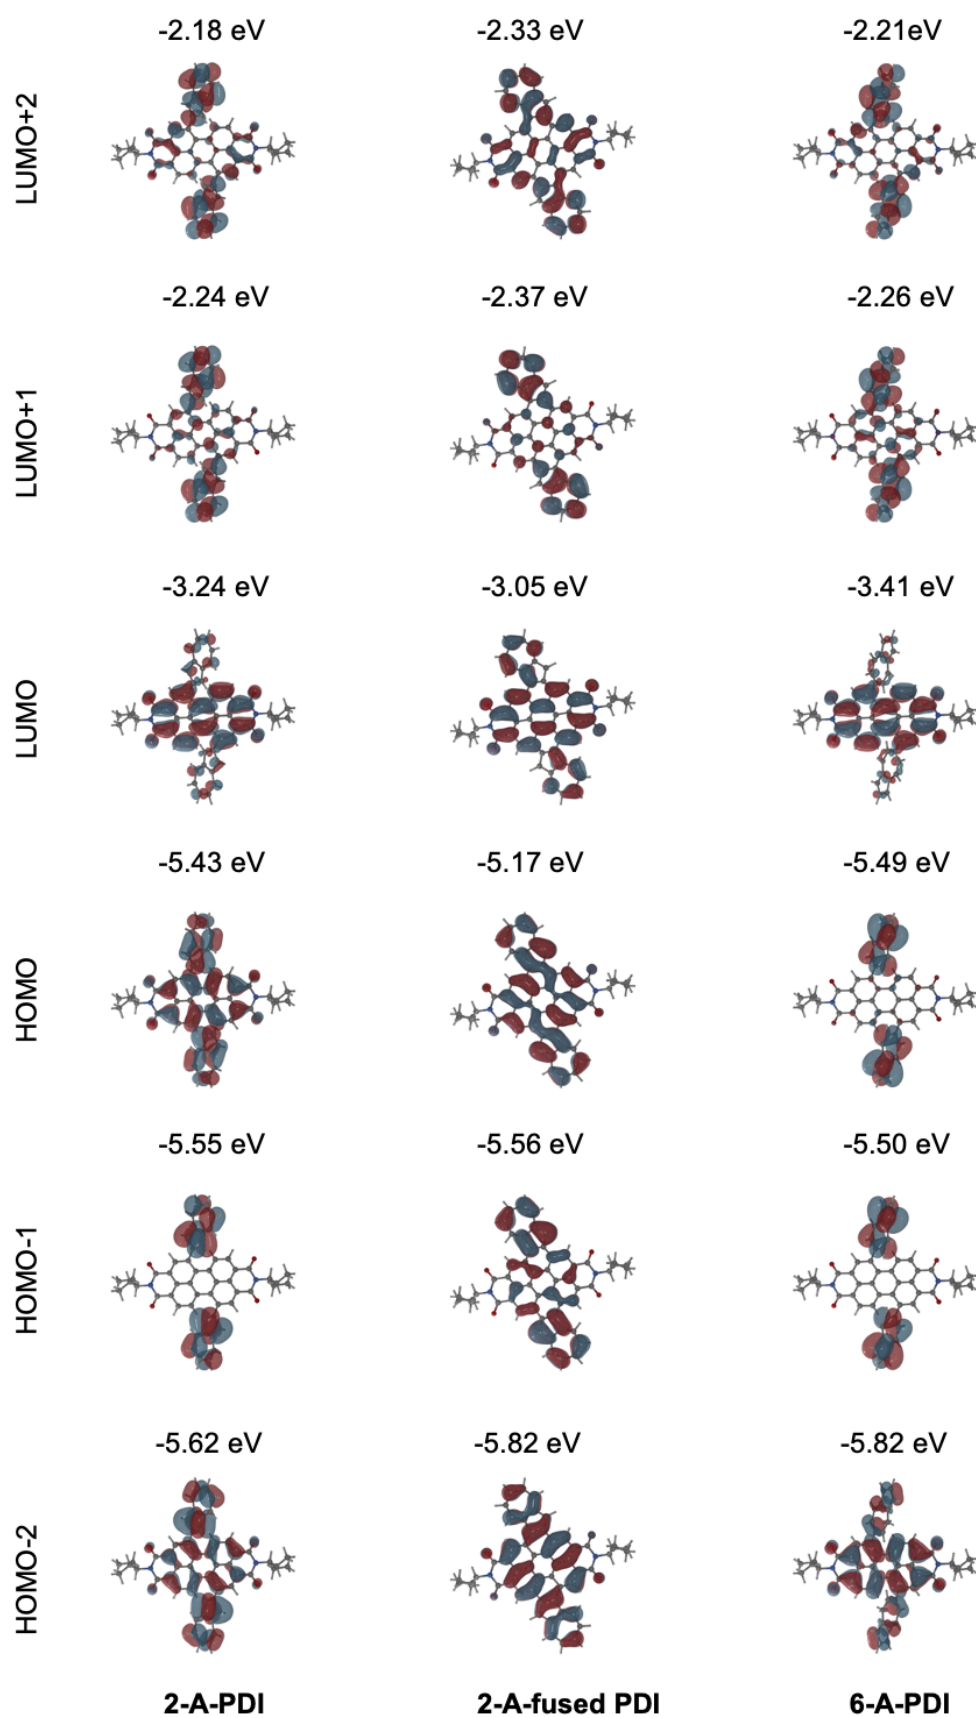 -2.18 eV -2.33 eV -2.21eV
LUMO+2
-2.24 eV -2.37 eV -2.26 eV
LUMO+1
-3.24 eV -3.05 eV -3.41 eV
LUMO
-5.43 eV -5.17 eV -5.49 eV
HOMO
-5.55 eV -5.56 eV -5.50 eV
HOMO-1
-5.62 eV -5.82 eV -5.82 eV
HOMO-2
2-A-PDI 2-A-fused PDI 6-A-PDI